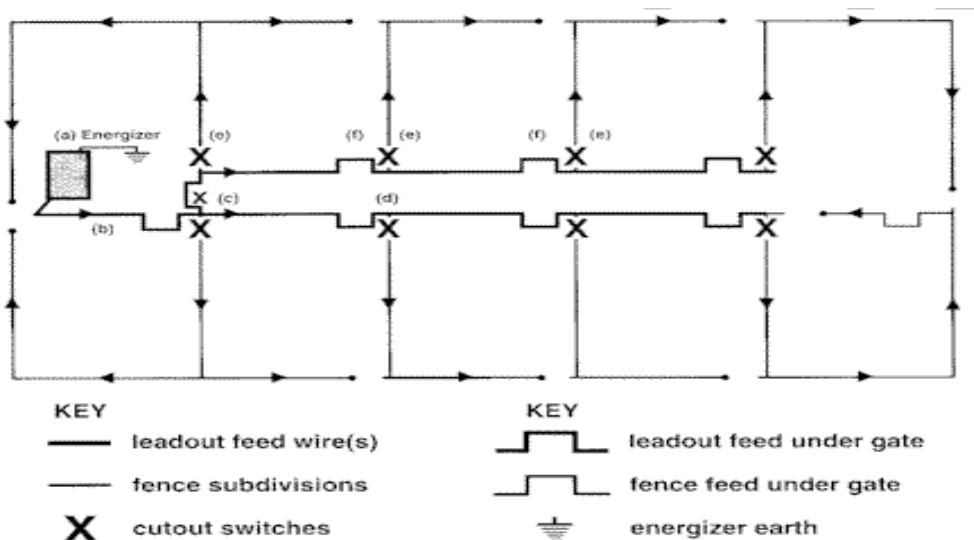 (a) Energizer
(e)
(f)
(e)
(f)
(e)
(b)
(c)
(d)
KEY
leadout feed wire(s)
fence subdivisions
X cutout switches
KEY
leadout feed under gate
fence feed under gate
energizer earth